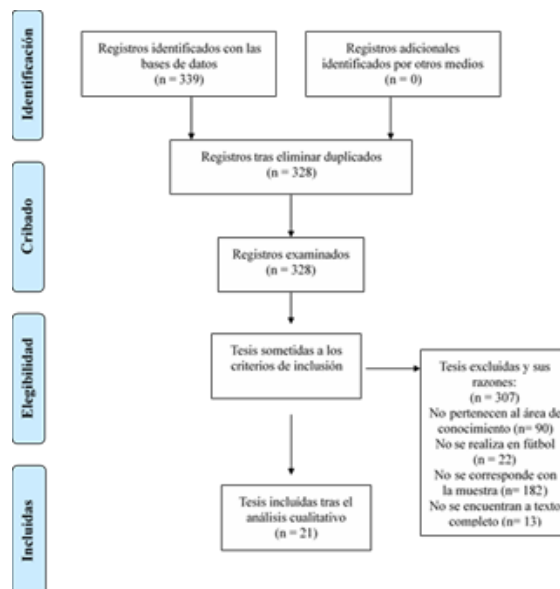 Identificación
Registros identificados con las
bases de datos
(n = 339)
Registros adicionales
identificados por otros medios
(n = 0)
Registros tras eliminar duplicados
(n = 328)
Cribado
Registros examinados
(n = 328)
Elegibilidad
Tesis sometidas a los
criterios de inclusión
Tesis excluidas y sus
razones:
(n = 307)
No pertenecen al área de
conocimiento (n= 90)
No se realiza en fútbol
(n = 22)
No se corresponde con
la muestra (n= 182)
No se encuentran a texto
completo (n= 13)
Incluidas
Tesis incluidas tras el
análisis cualitativo
(n = 21)